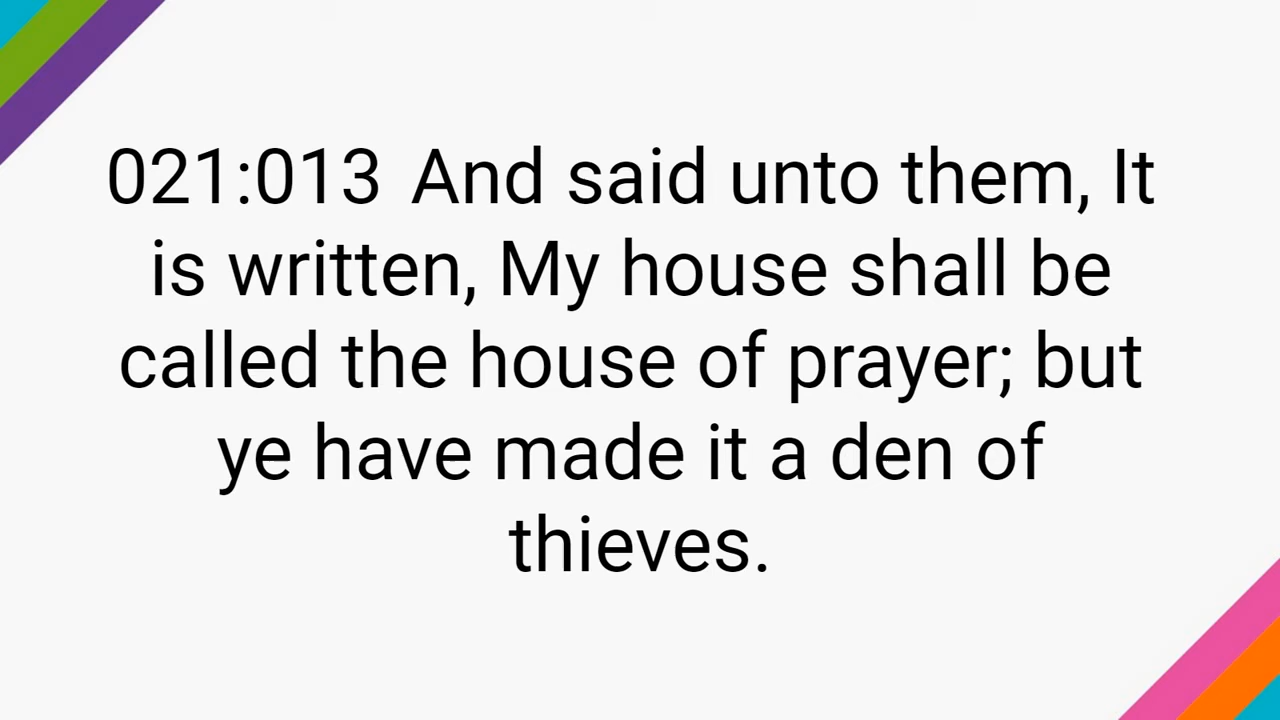 021:013 And said unto them, It
is written, My house shall be
called the house of prayer; but
ye have made it a den of
thieves.